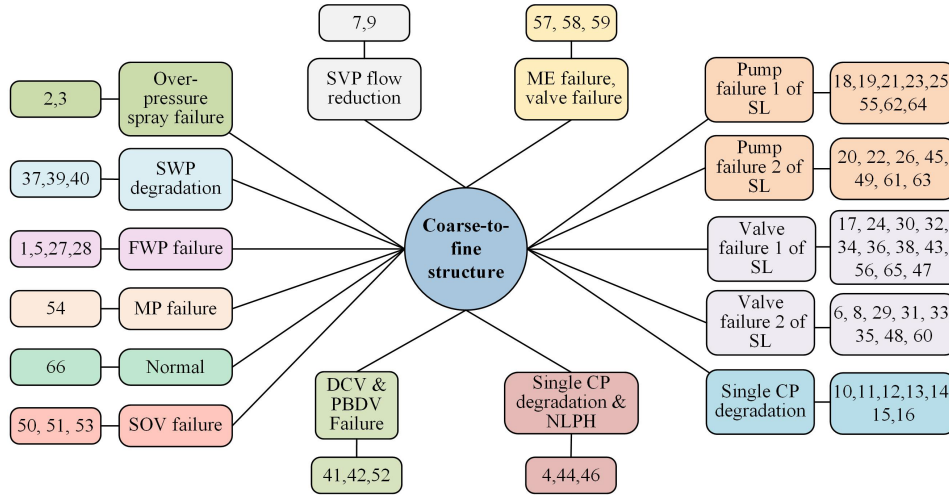 7,9
SVP flow
reduction
57, 58, 59
ME failure,
valve failure
2,3
Over-
pressure
spray failure
37,39,40
SWP
degradation
1,5,27,28
FWP failure
54
MP failure
66
Normal
50, 51, 53
SOV failure
Coarse-to-
fine
structure
DCV &
PBDV
Failure
41,42,52
Single CP
degradation &
NLPH
4,44,46
Pump
failure 1 of
SL
18,19,21,23,25,
55,62,64
Pump
failure 2 of
SL
20, 22, 26, 45,
49, 61, 63
Valve
failure 1 of
SL
17, 24, 30, 32,
34, 36, 38, 43,
56, 65, 47
Valve
failure 2 of
SL
6, 8, 29, 31, 33,
35, 48, 60
Single CP
degradation
10,11,12,13,14,
15,16